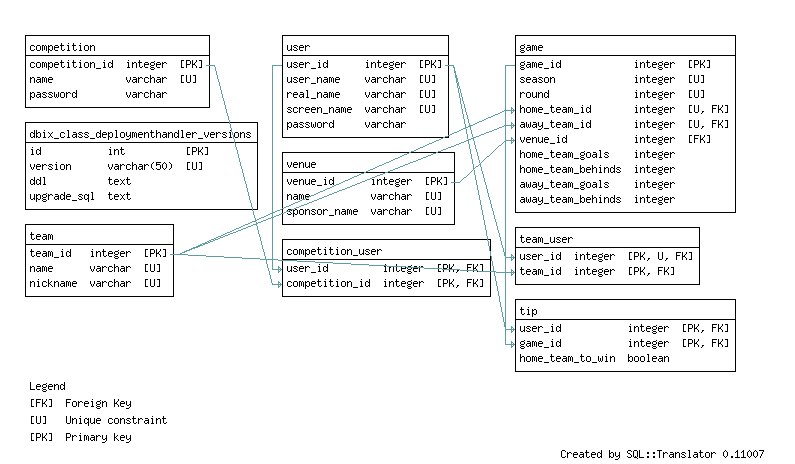 competition
competition_id integer [PK]
name varchar [U]
password varchar
dbix_class_deploymenthandler_versions
id int [PK]
version varchar(50) [U]
ddl text
upgrade_sql text
team
team_id integer [PK]
name varchar [U]
nickname varchar [U]
user
user_id integer [PK]
user_name varchar [U]
real_name varchar [U]
screen_name varchar [U]
password varchar
venue
venue_id integer [PK]
name varchar [U]
sponsor_name varchar [U]
competition_user
user_id integer [PK, FK]
competition_id integer [PK, FK]
game
game_id integer [PK]
season integer [U]
round integer [U]
home_team_id integer [U, FK]
away_team_id integer [U, FK]
venue_id integer [FK]
home_team_goals integer
home_team_behinds integer
away_team_goals integer
away_team_behinds integer
team_user
user_id integer [PK, U, FK]
team_id integer [PK, FK]
tip
user_id integer [PK, FK]
game_id integer [PK, FK]
home_team_to_win boolean
Legend
[FK] Foreign Key
[U] Unique constraint
[PK] Primary key
Created by SQL::Translator 0.11007